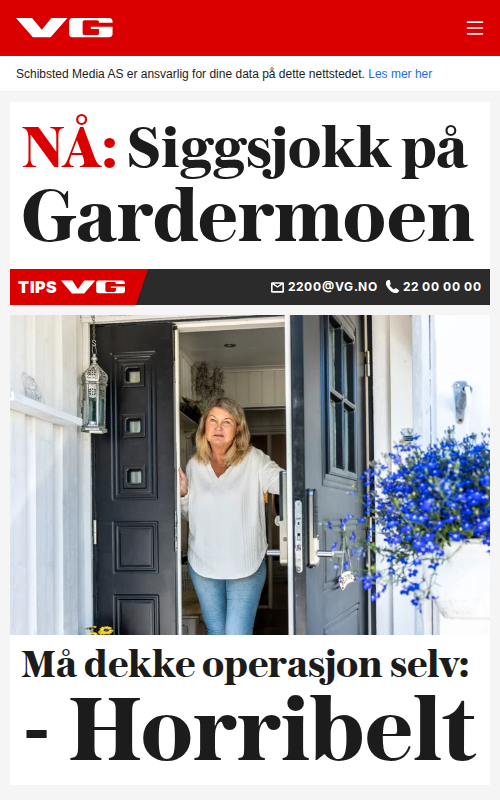 VG
Schibsted Media AS er ansvarlig for dine data på dette nettstedet. Les mer her
NÅ: Siggsjokk på
Gardermoen
TIPS VG 2200@VG.NO 22 00 00 00
Må dekke operasjon selv:
- Horribelt